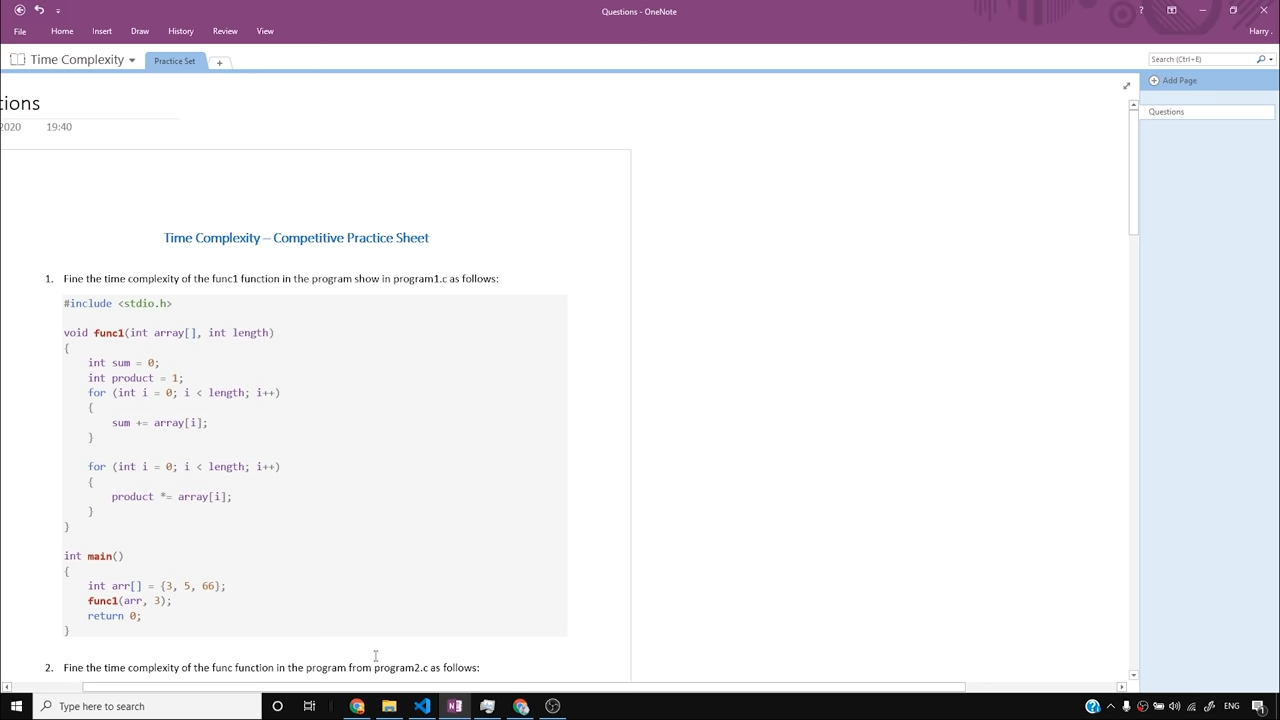 Questions - OneNote
?
File Home Insert Draw History Review View
Harry .
Time Complexity
Practice Set
+
Search (Ctrl+E)
Add Page
Questions
tions
2020 19:40
Time Complexity – Competitive Practice Sheet
1. Fine the time complexity of the func1 function in the program show in program1.c as follows:
#include <stdio.h>
void func1(int array[], int length)
{
int sum = 0;
int product = 1;
for (int i = 0; i < length; i++)
{
sum += array[i];
}
for (int i = 0; i < length; i++)
{
product *= array[i];
}
}
int main()
{
int arr[] = {3, 5, 66};
func1(arr, 3);
return 0;
}
2. Fine the time complexity of the func function in the program from program2.c as follows:
Type here to search
ENG